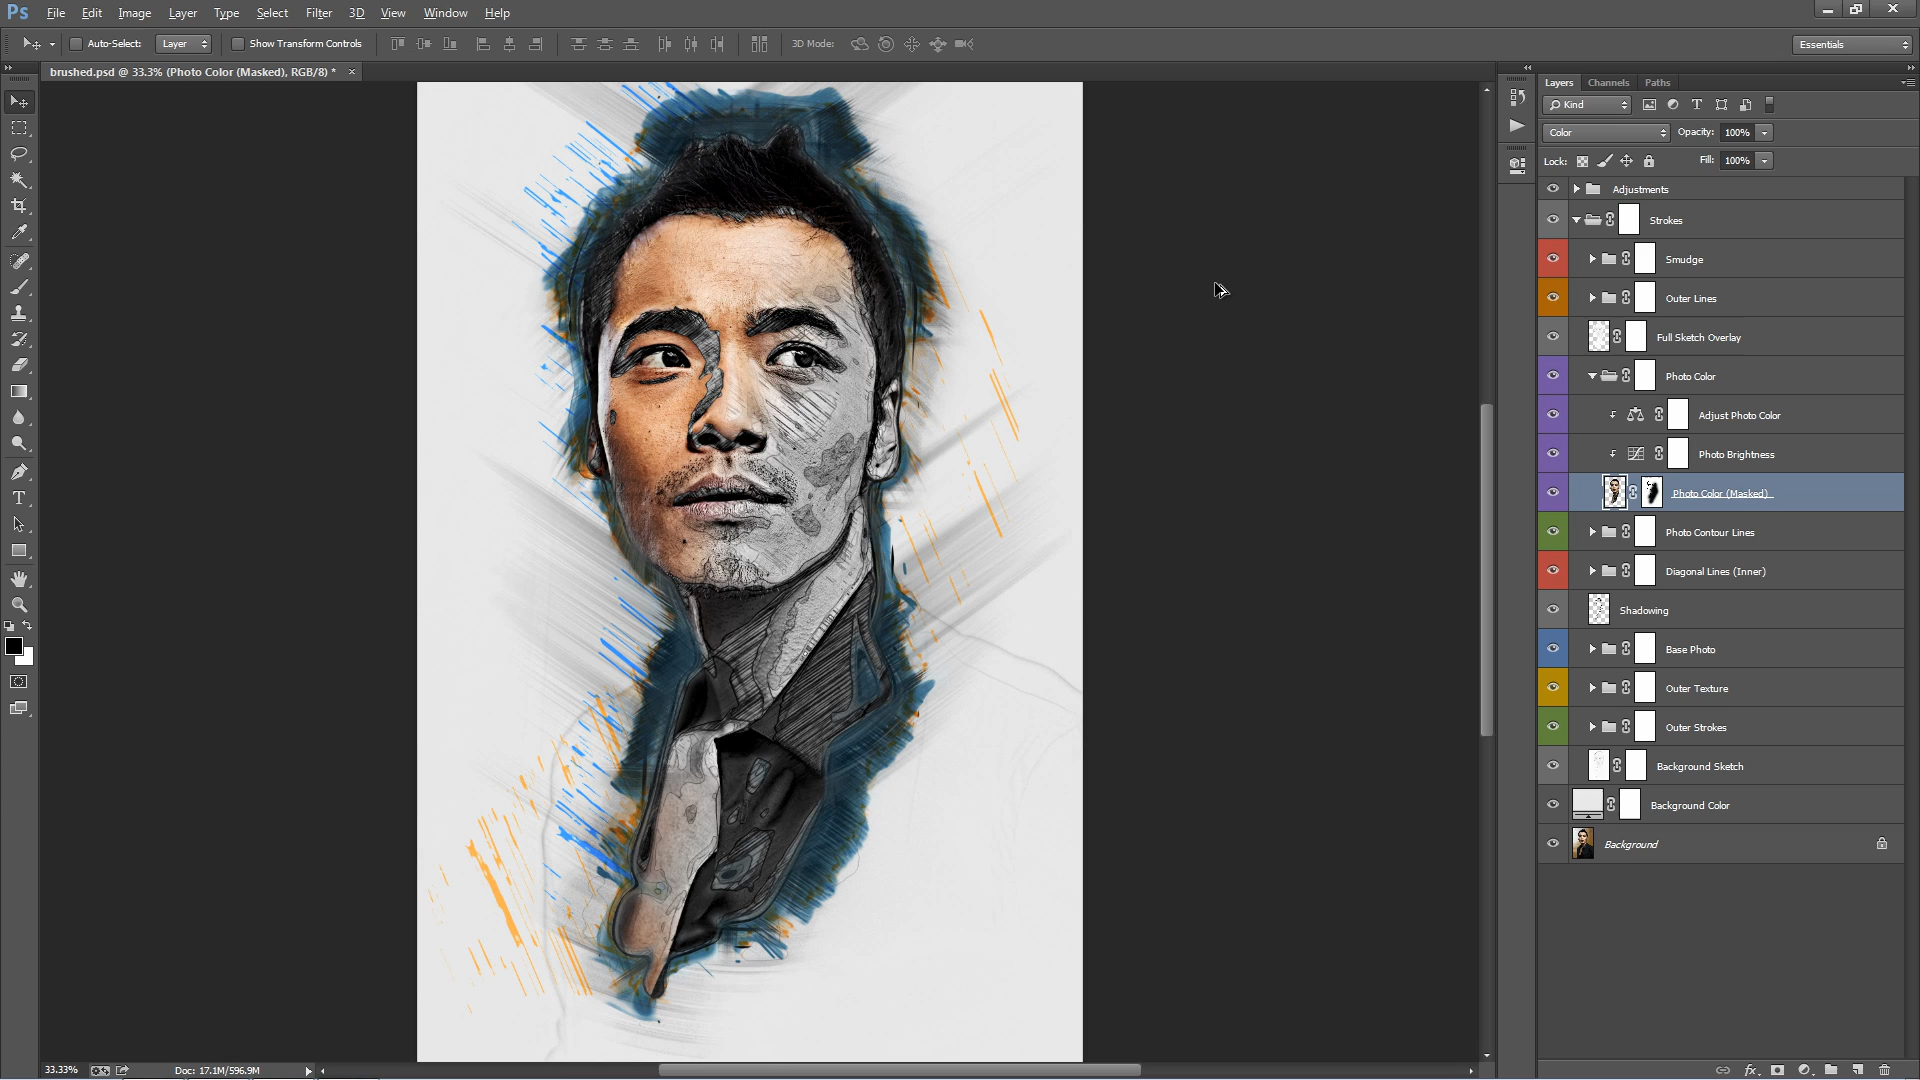 Ps File Edit Image Layer Type Select Filter 3D View Window Help
Auto-Select: Layer Show Transform Controls 3D Mode: Essentials
brushed.psd @ 33.3% (Photo Color (Masked), RGB/8) * ×
Layers Channels Paths
Kind
Color Opacity: 100%
Lock: Fill: 100%
Adjustments
Strokes
Smudge
Outer Lines
Full Sketch Overlay
Photo Color
Adjust Photo Color
Photo Brightness
Photo Color (Masked)
Photo Contour Lines
Diagonal Lines (Inner)
Shadowing
Base Photo
Outer Texture
Outer Strokes
Background Sketch
Background Color
Background
33.33% Doc: 17.1M/596.9M
fx